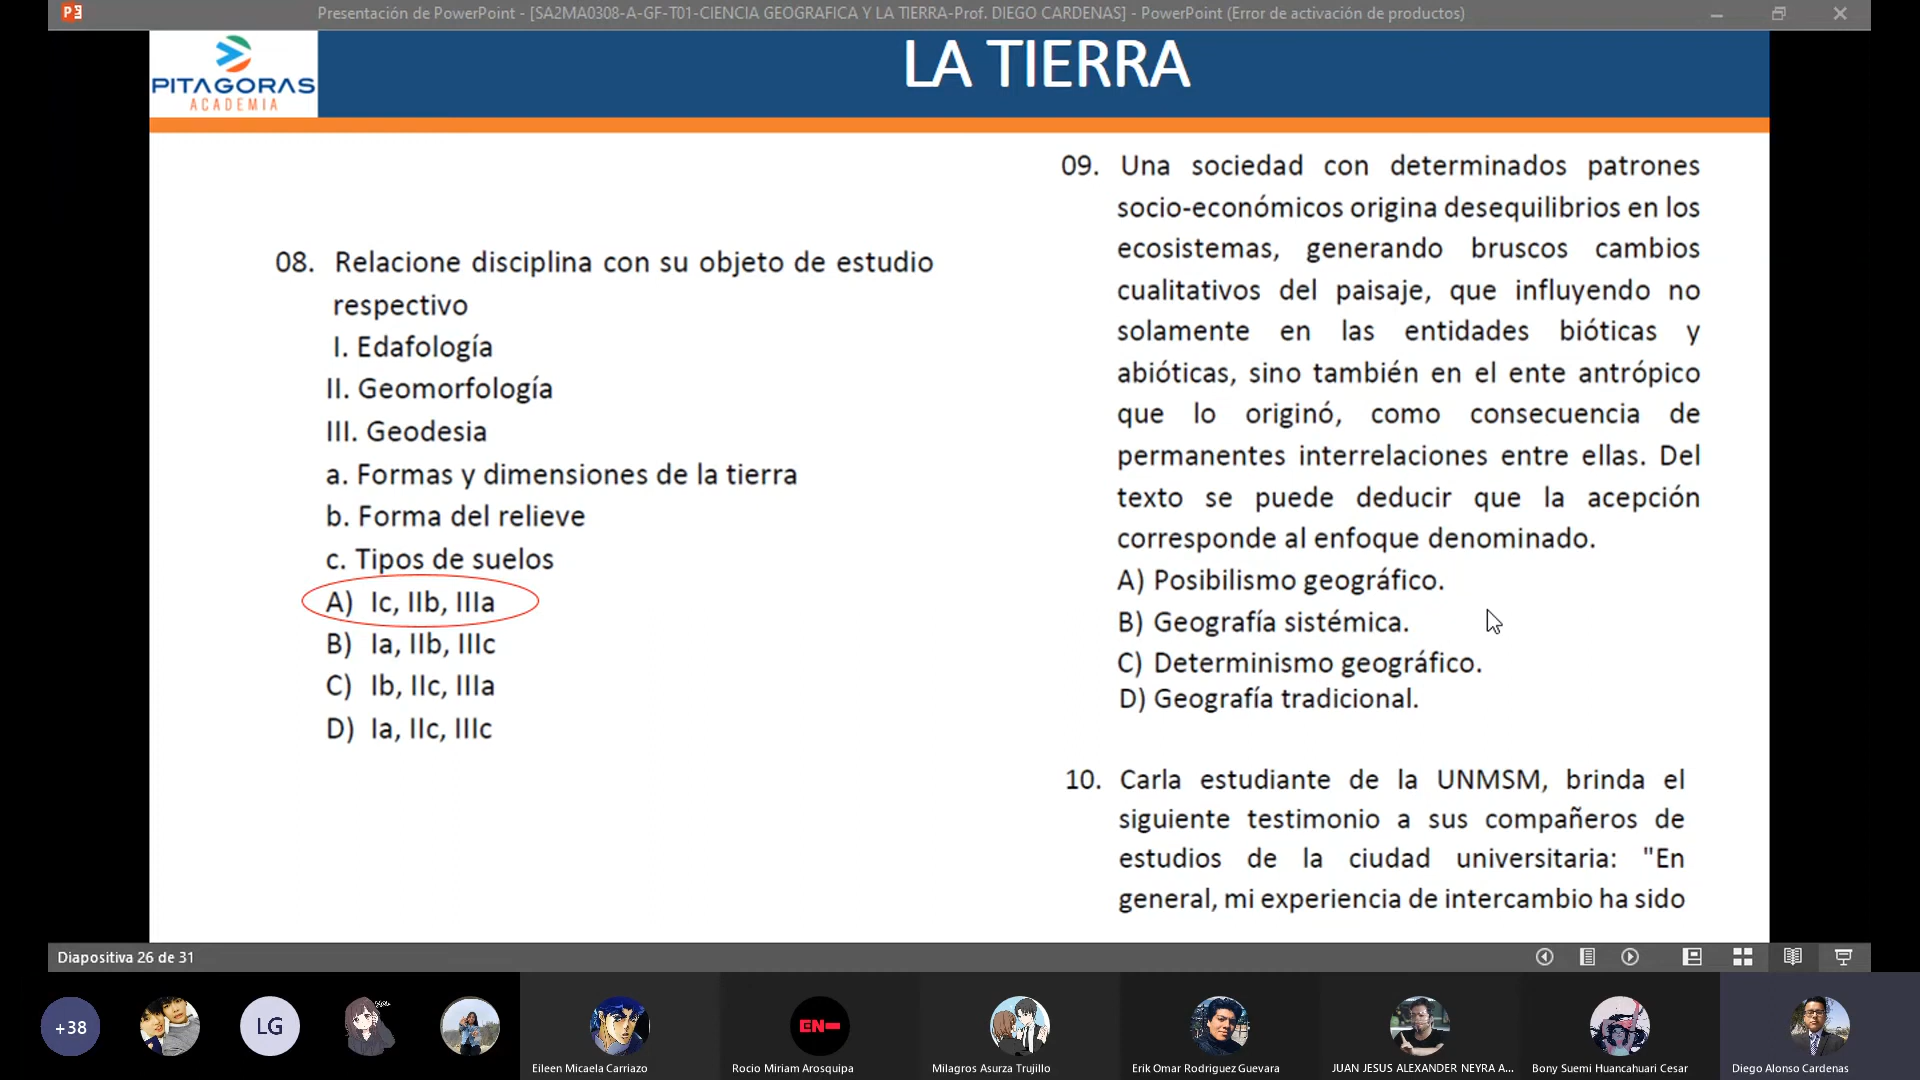 Presentación de PowerPoint - [SA2MA0308-A-GF-T01-CIENCIA GEOGRAFICA Y LA TIERRA-Prof. DIEGO CARDENAS] - PowerPoint (Error de activación de productos)
PITAGORAS
ACADEMIA
LA TIERRA
08. Relacione disciplina con su objeto de estudio
respectivo
I. Edafología
II. Geomorfología
III. Geodesia
a. Formas y dimensiones de la tierra
b. Forma del relieve
c. Tipos de suelos
A) Ic, IIb, IIIa
B) Ia, IIb, IIIc
C) Ib, IIc, IIIa
D) Ia, IIc, IIIc
09. Una sociedad con determinados patrones
socio-económicos origina desequilibrios en los
ecosistemas, generando bruscos cambios
cualitativos del paisaje, que influyendo no
solamente en las entidades bióticas y
abióticas, sino también en el ente antrópico
que lo originó, como consecuencia de
permanentes interrelaciones entre ellas. Del
texto se puede deducir que la acepción
corresponde al enfoque denominado.
A) Posibilismo geográfico.
B) Geografía sistémica.
C) Determinismo geográfico.
D) Geografía tradicional.
10. Carla estudiante de la UNMSM, brinda el
siguiente testimonio a sus compañeros de
estudios de la ciudad universitaria: "En
general, mi experiencia de intercambio ha sido
Diapositiva 26 de 31
+38
LG
EN
Eileen Micaela Carriazo
Rocio Miriam Arosquipa
Milagros Asurza Trujillo
Erik Omar Rodriguez Guevara
JUAN JESUS ALEXANDER NEYRA A...
Bony Suemi Huancahuari Cesar
Diego Alonso Cardenas